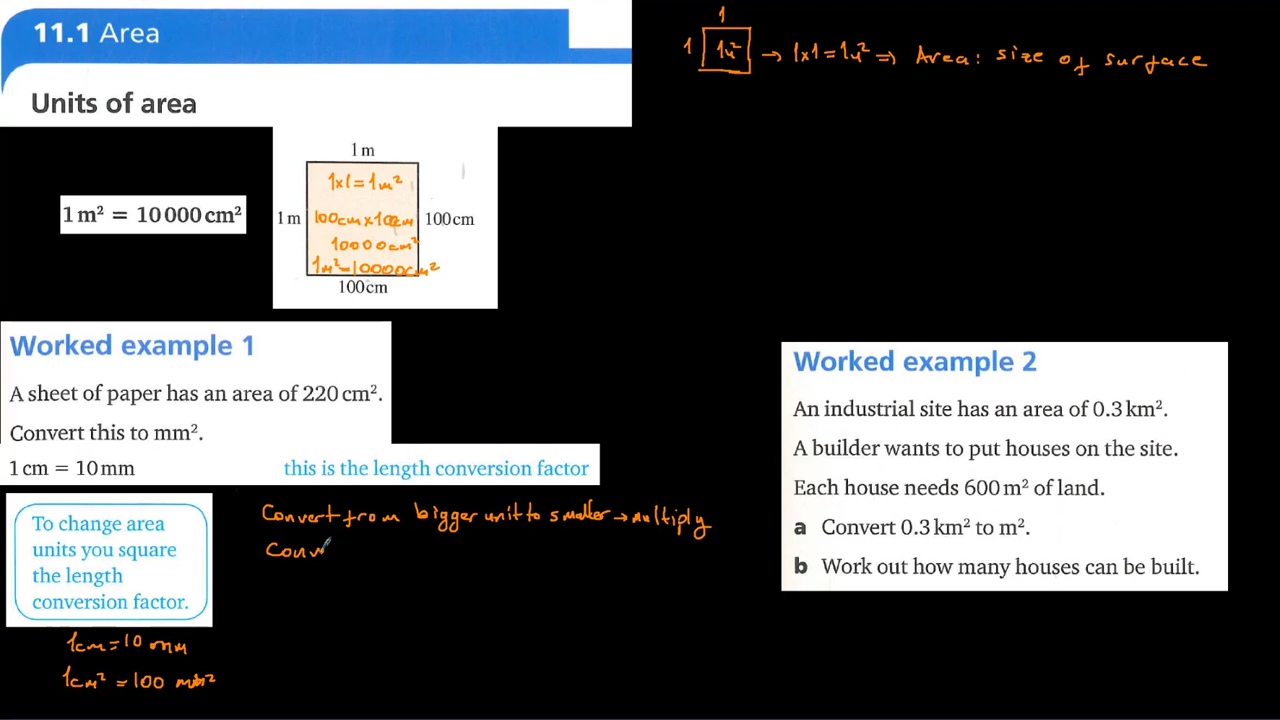 11.1 Area
1
1 1u² → 1x1=1u² ⇒ Area: size of surface
Units of area
1 m
1x1=1m²
1 m² = 10 000 cm²
1 m
100cm x 100cm
100 cm
10000cm²
1m²=10000cm²
100 cm
Worked example 1
A sheet of paper has an area of 220 cm².
Convert this to mm².
1 cm = 10 mm
this is the length conversion factor
To change area
units you square
the length
conversion factor.
Convert from bigger unit to smaller → multiply
Conv
1cm=10 mm
1cm² = 100 mm²
Worked example 2
An industrial site has an area of 0.3 km².
A builder wants to put houses on the site.
Each house needs 600 m² of land.
a Convert 0.3 km² to m².
b Work out how many houses can be built.